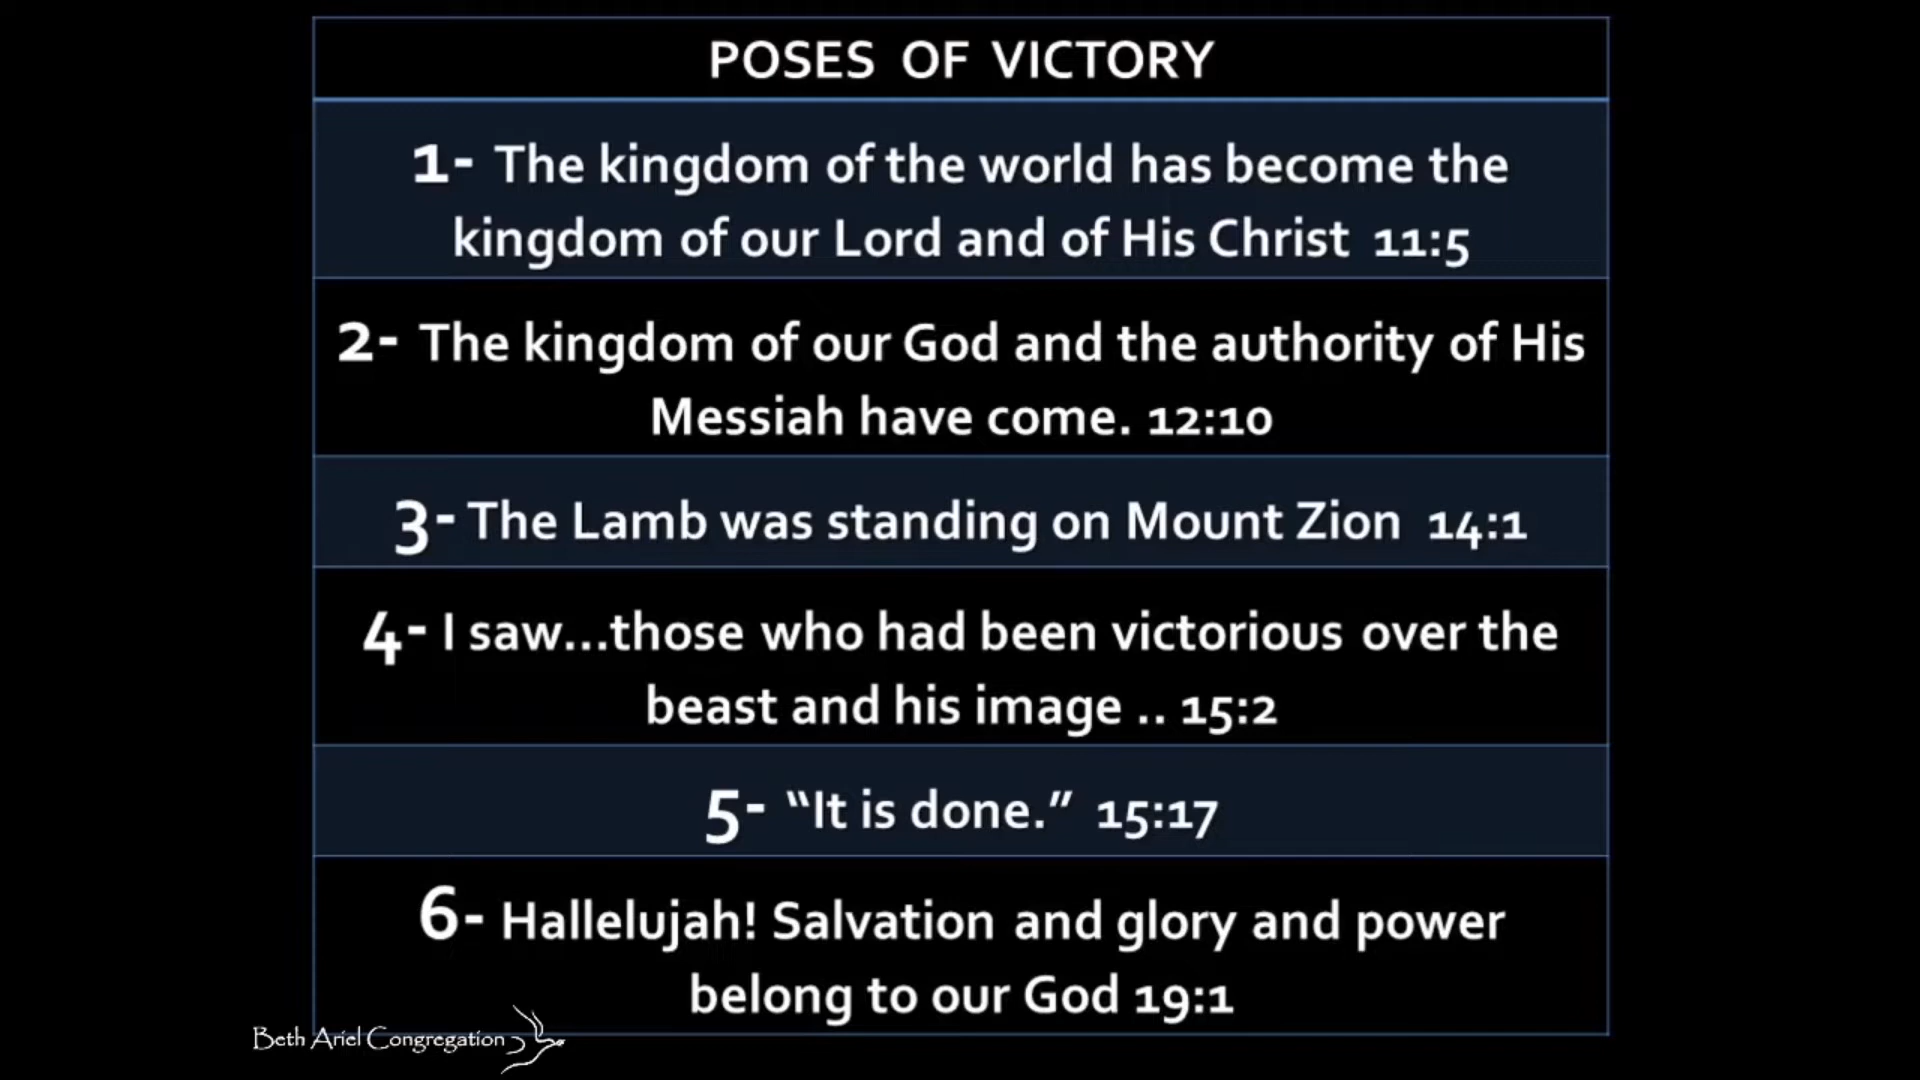 POSES OF VICTORY
1- The kingdom of the world has become the
kingdom of our Lord and of His Christ 11:5
2- The kingdom of our God and the authority of His
Messiah have come. 12:10
3- The Lamb was standing on Mount Zion 14:1
4- I saw...those who had been victorious over the
beast and his image .. 15:2
5- “It is done.” 15:17
6- Hallelujah! Salvation and glory and power
belong to our God 19:1
Beth Ariel Congregation